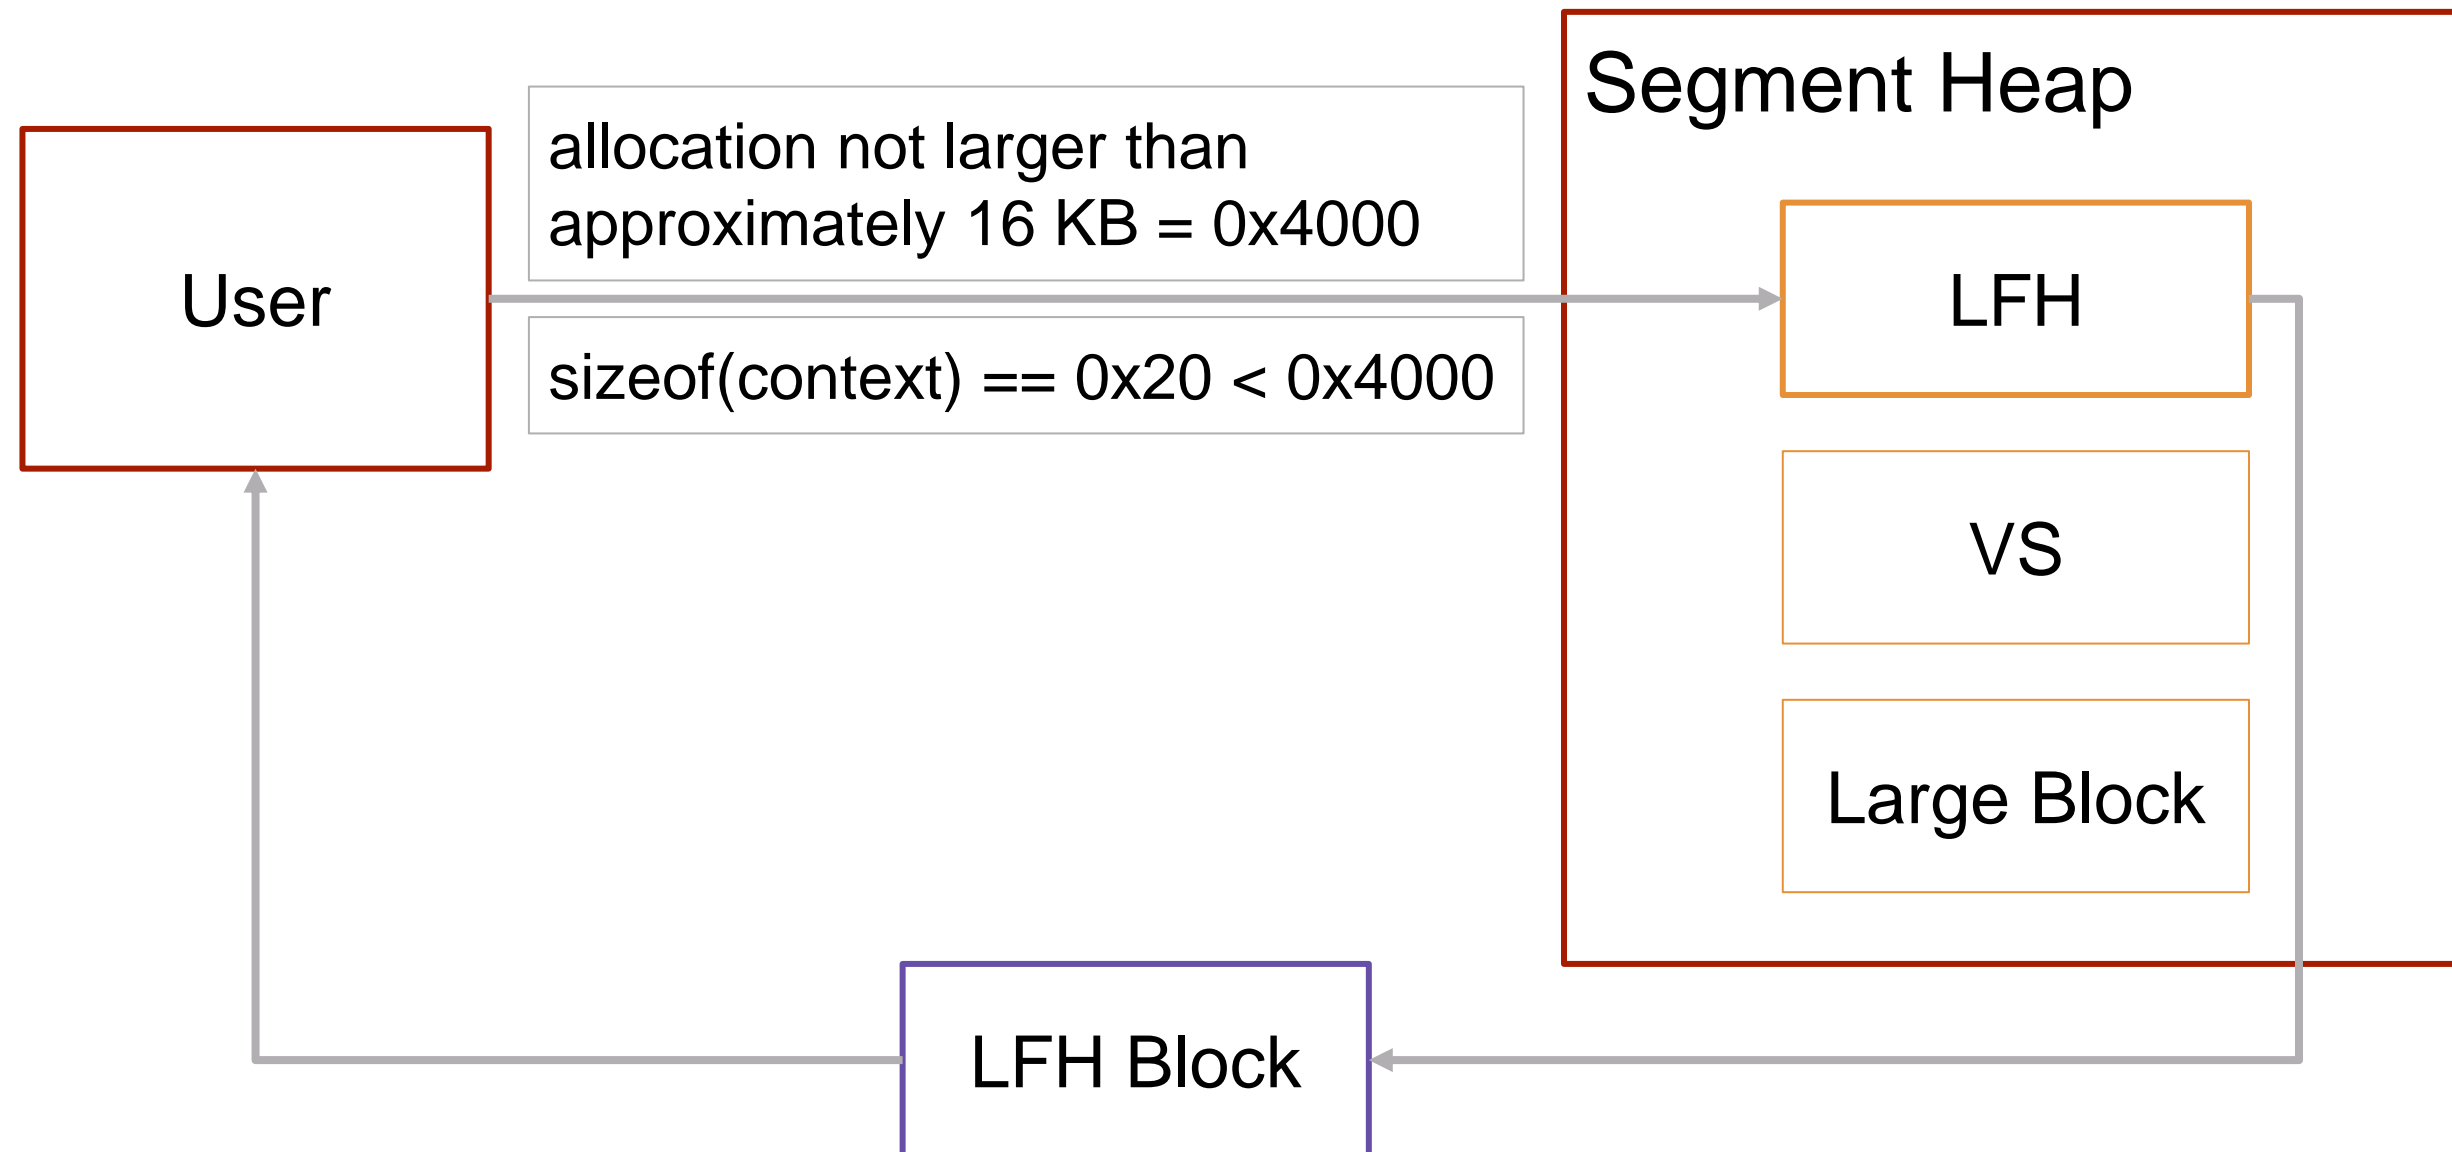 Segment Heap
allocation not larger than
approximately 16 KB = 0x4000
User
LFH
sizeof(context) == 0x20 < 0x4000
VS
Large Block
LFH Block